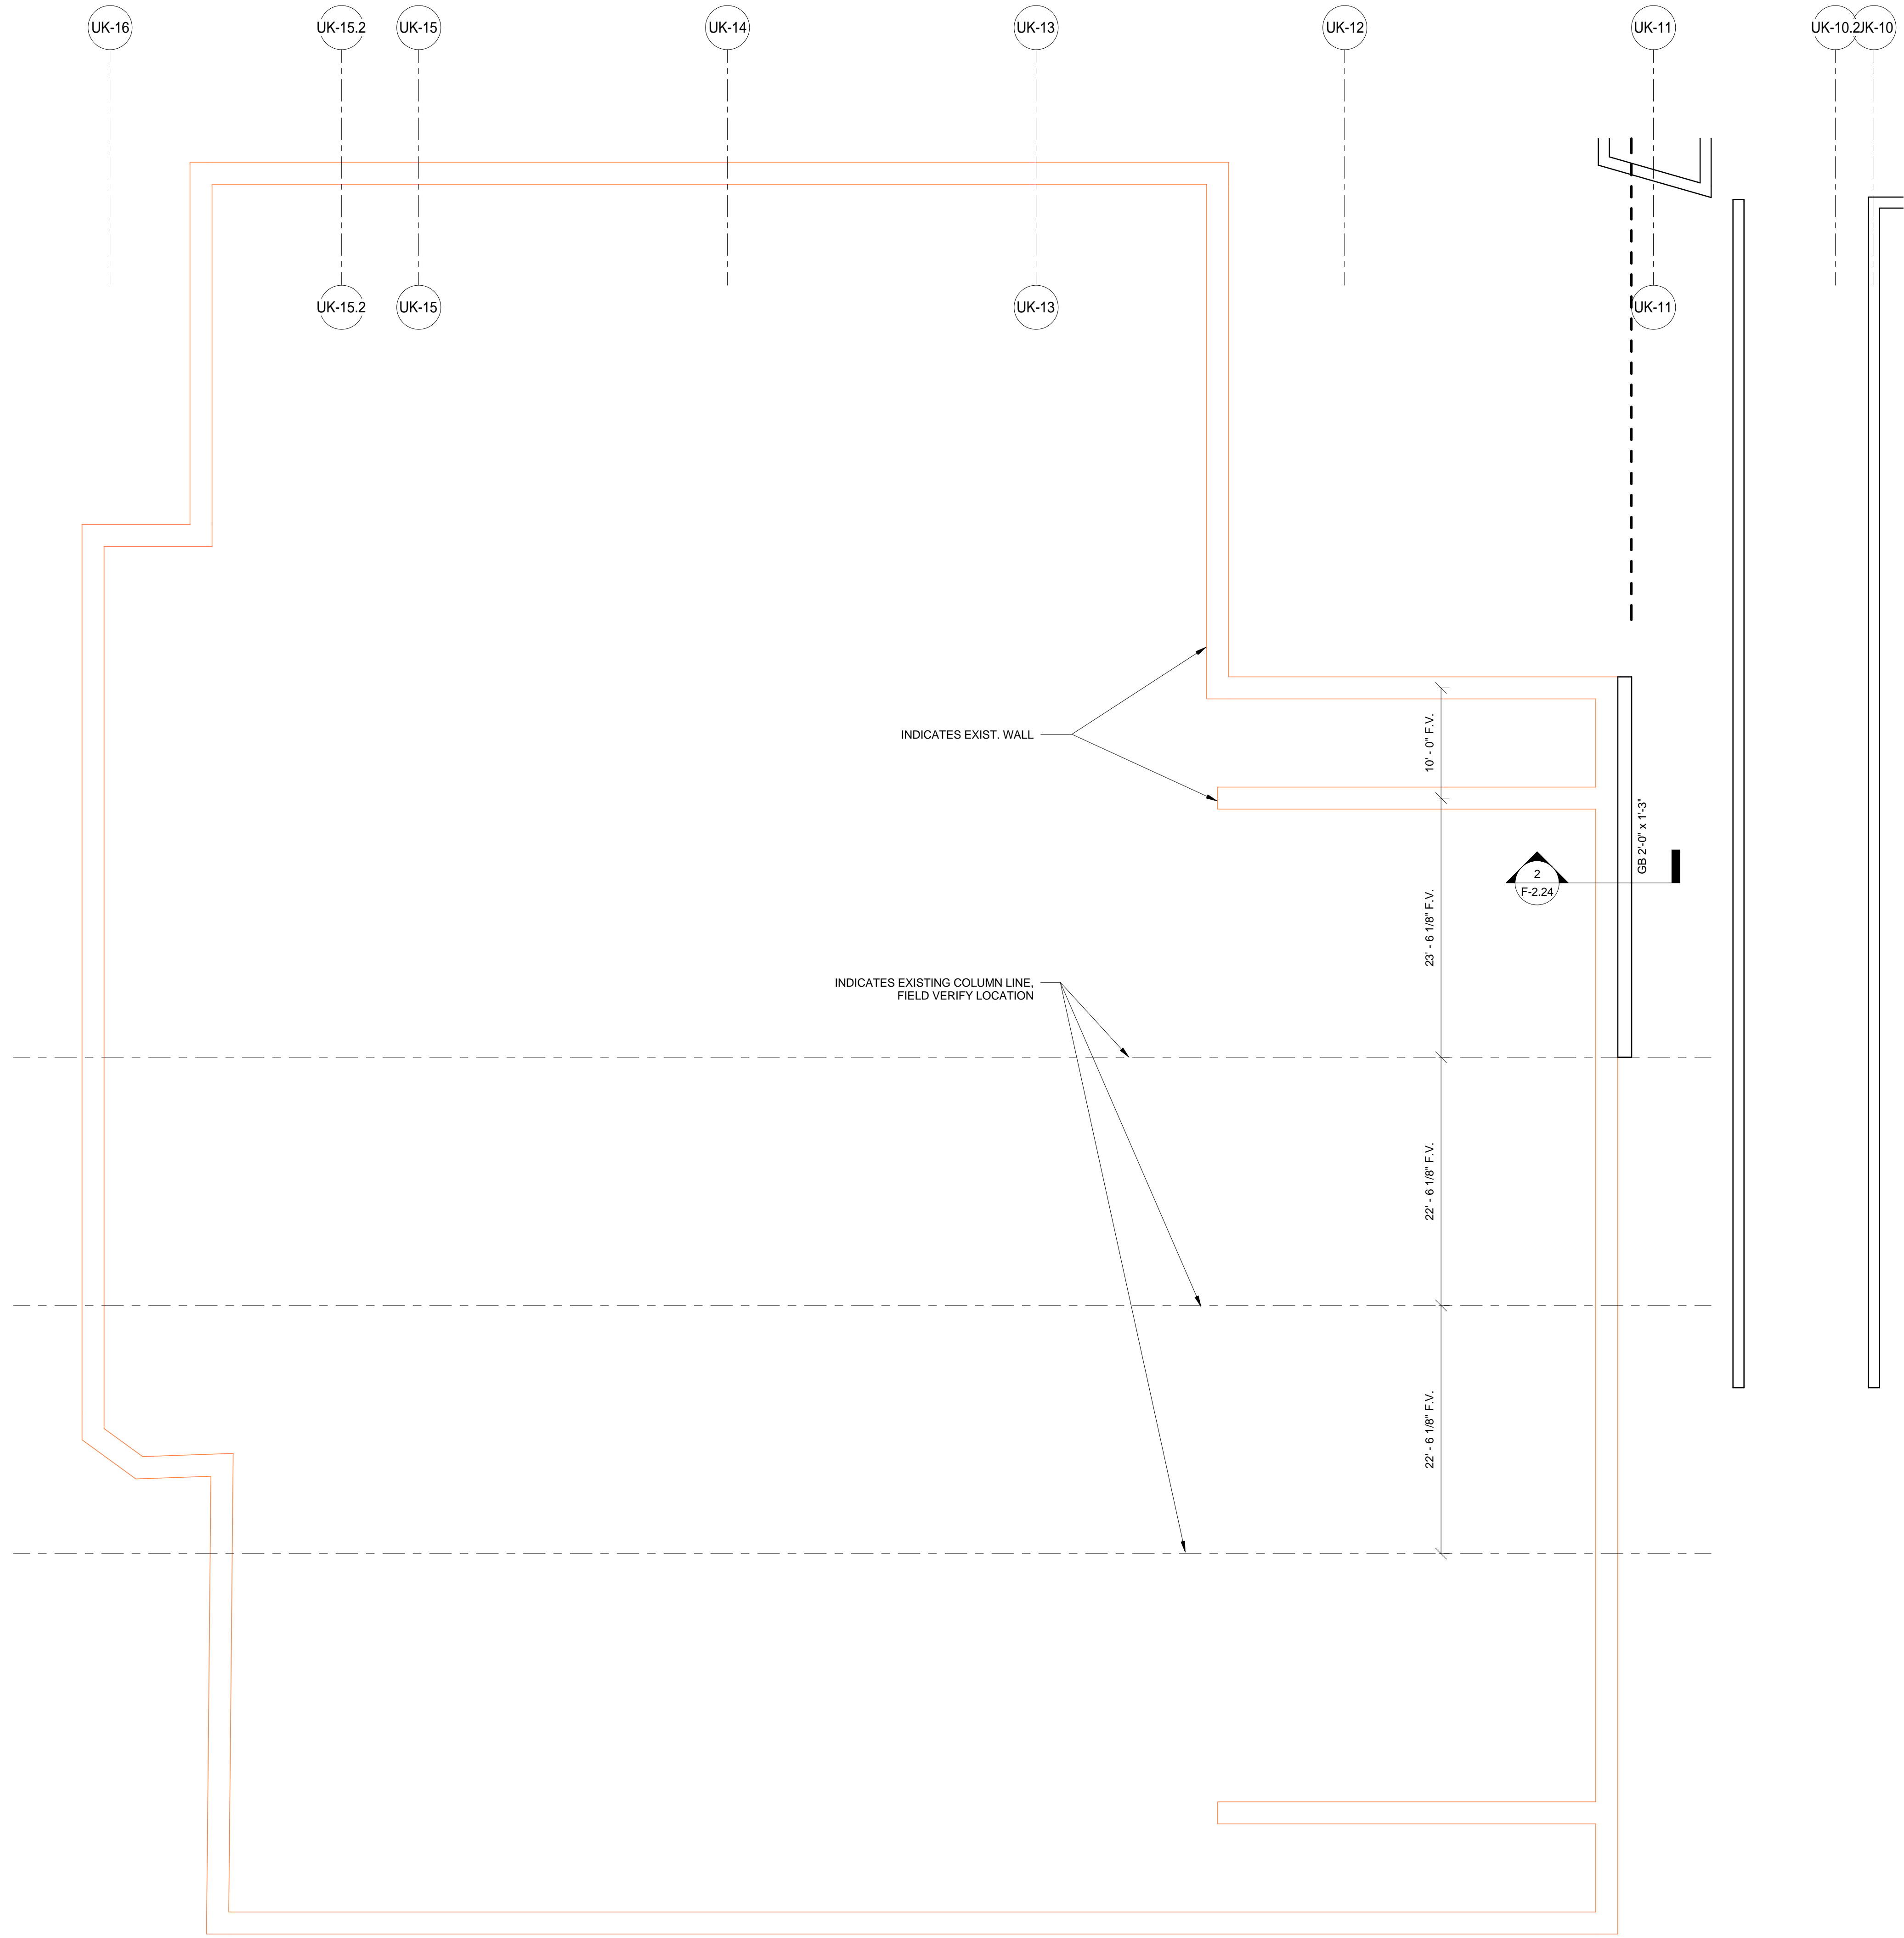 UK-16
UK-15.2
UK-15
UK-14
UK-13
UK-12
UK-11
UK-10.2
UK-10
UK-15.2
UK-15
UK-13
UK-11
INDICATES EXIST. WALL
10' - 0" F.V.
GB 2'-0" x 1'-3"
2
F-2.24
23' - 6 1/8" F.V.
INDICATES EXISTING COLUMN LINE,
FIELD VERIFY LOCATION
22' - 6 1/8" F.V.
22' - 6 1/8" F.V.